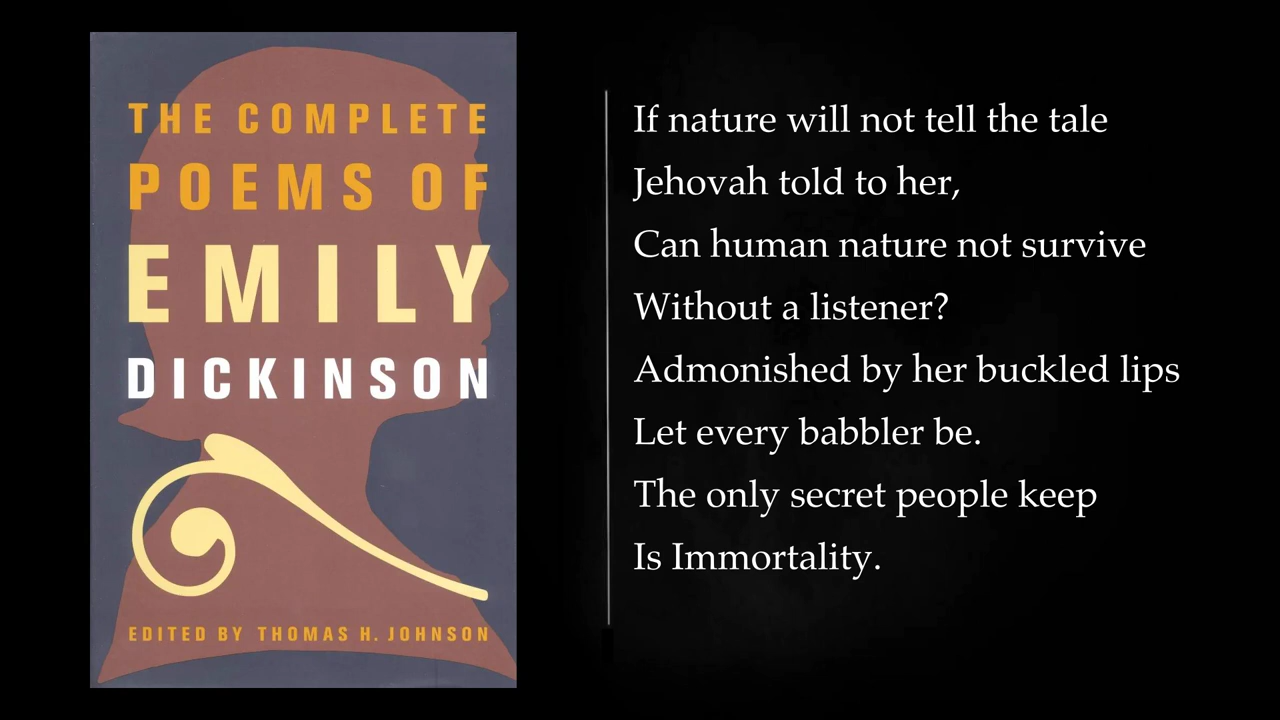 THE COMPLETE
POEMS OF
EMILY
DICKINSON
EDITED BY THOMAS H. JOHNSON
If nature will not tell the tale
Jehovah told to her,
Can human nature not survive
Without a listener?
Admonished by her buckled lips
Let every babbler be.
The only secret people keep
Is Immortality.